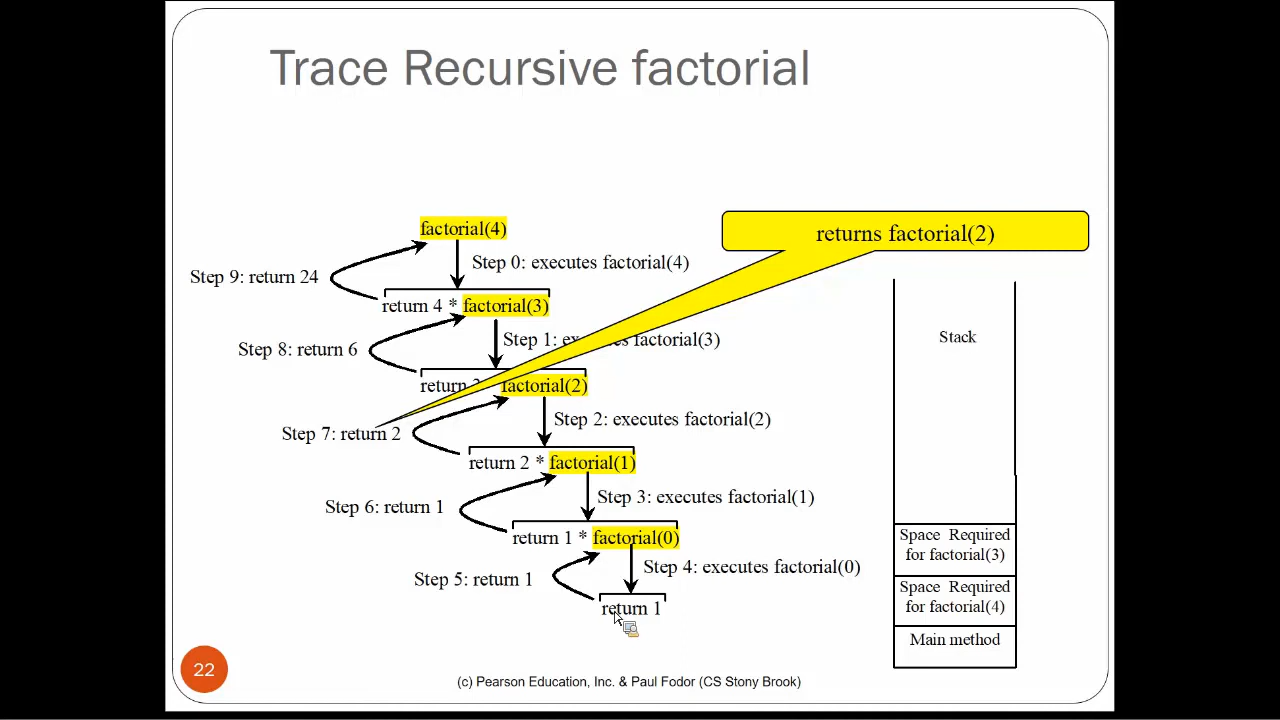 Trace Recursive factorial
returns factorial(2)
factorial(4)
Step 0: executes factorial(4)
Step 9: return 24
return 4 * factorial(3)
Step 1: factorial(3)
Step 8: return 6
return factorial(2)
Step 2: executes factorial(2)
Step 7: return 2
return 2 * factorial(1)
Step 3: executes factorial(1)
Step 6: return 1
return 1 * factorial(0)
Step 4: executes factorial(0)
Step 5: return 1
return 1
Stack
Space Required
for factorial(3)
Space Required
for factorial(4)
Main method
22
(c) Pearson Education, Inc. & Paul Fodor (CS Stony Brook)